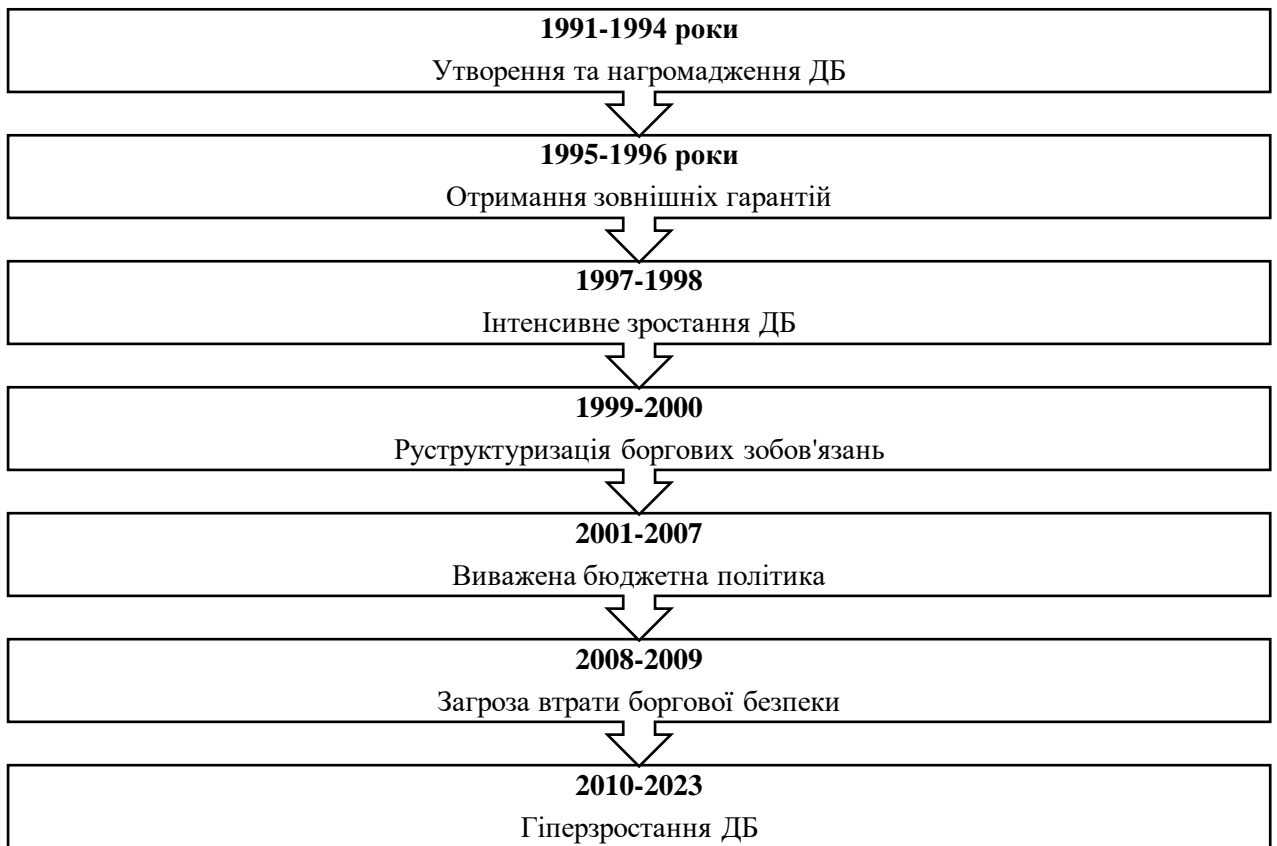 1991-1994 роки
Утворення та нагромадження ДБ
1995-1996 роки
Отримання зовнішніх гарантій
1997-1998
Інтенсивне зростання ДБ
1999-2000
Руструктуризація боргових зобов'язань
2001-2007
Виважена бюджетна політика
2008-2009
Загроза втрати боргової безпеки
2010-2023
Гіперзростання ДБ